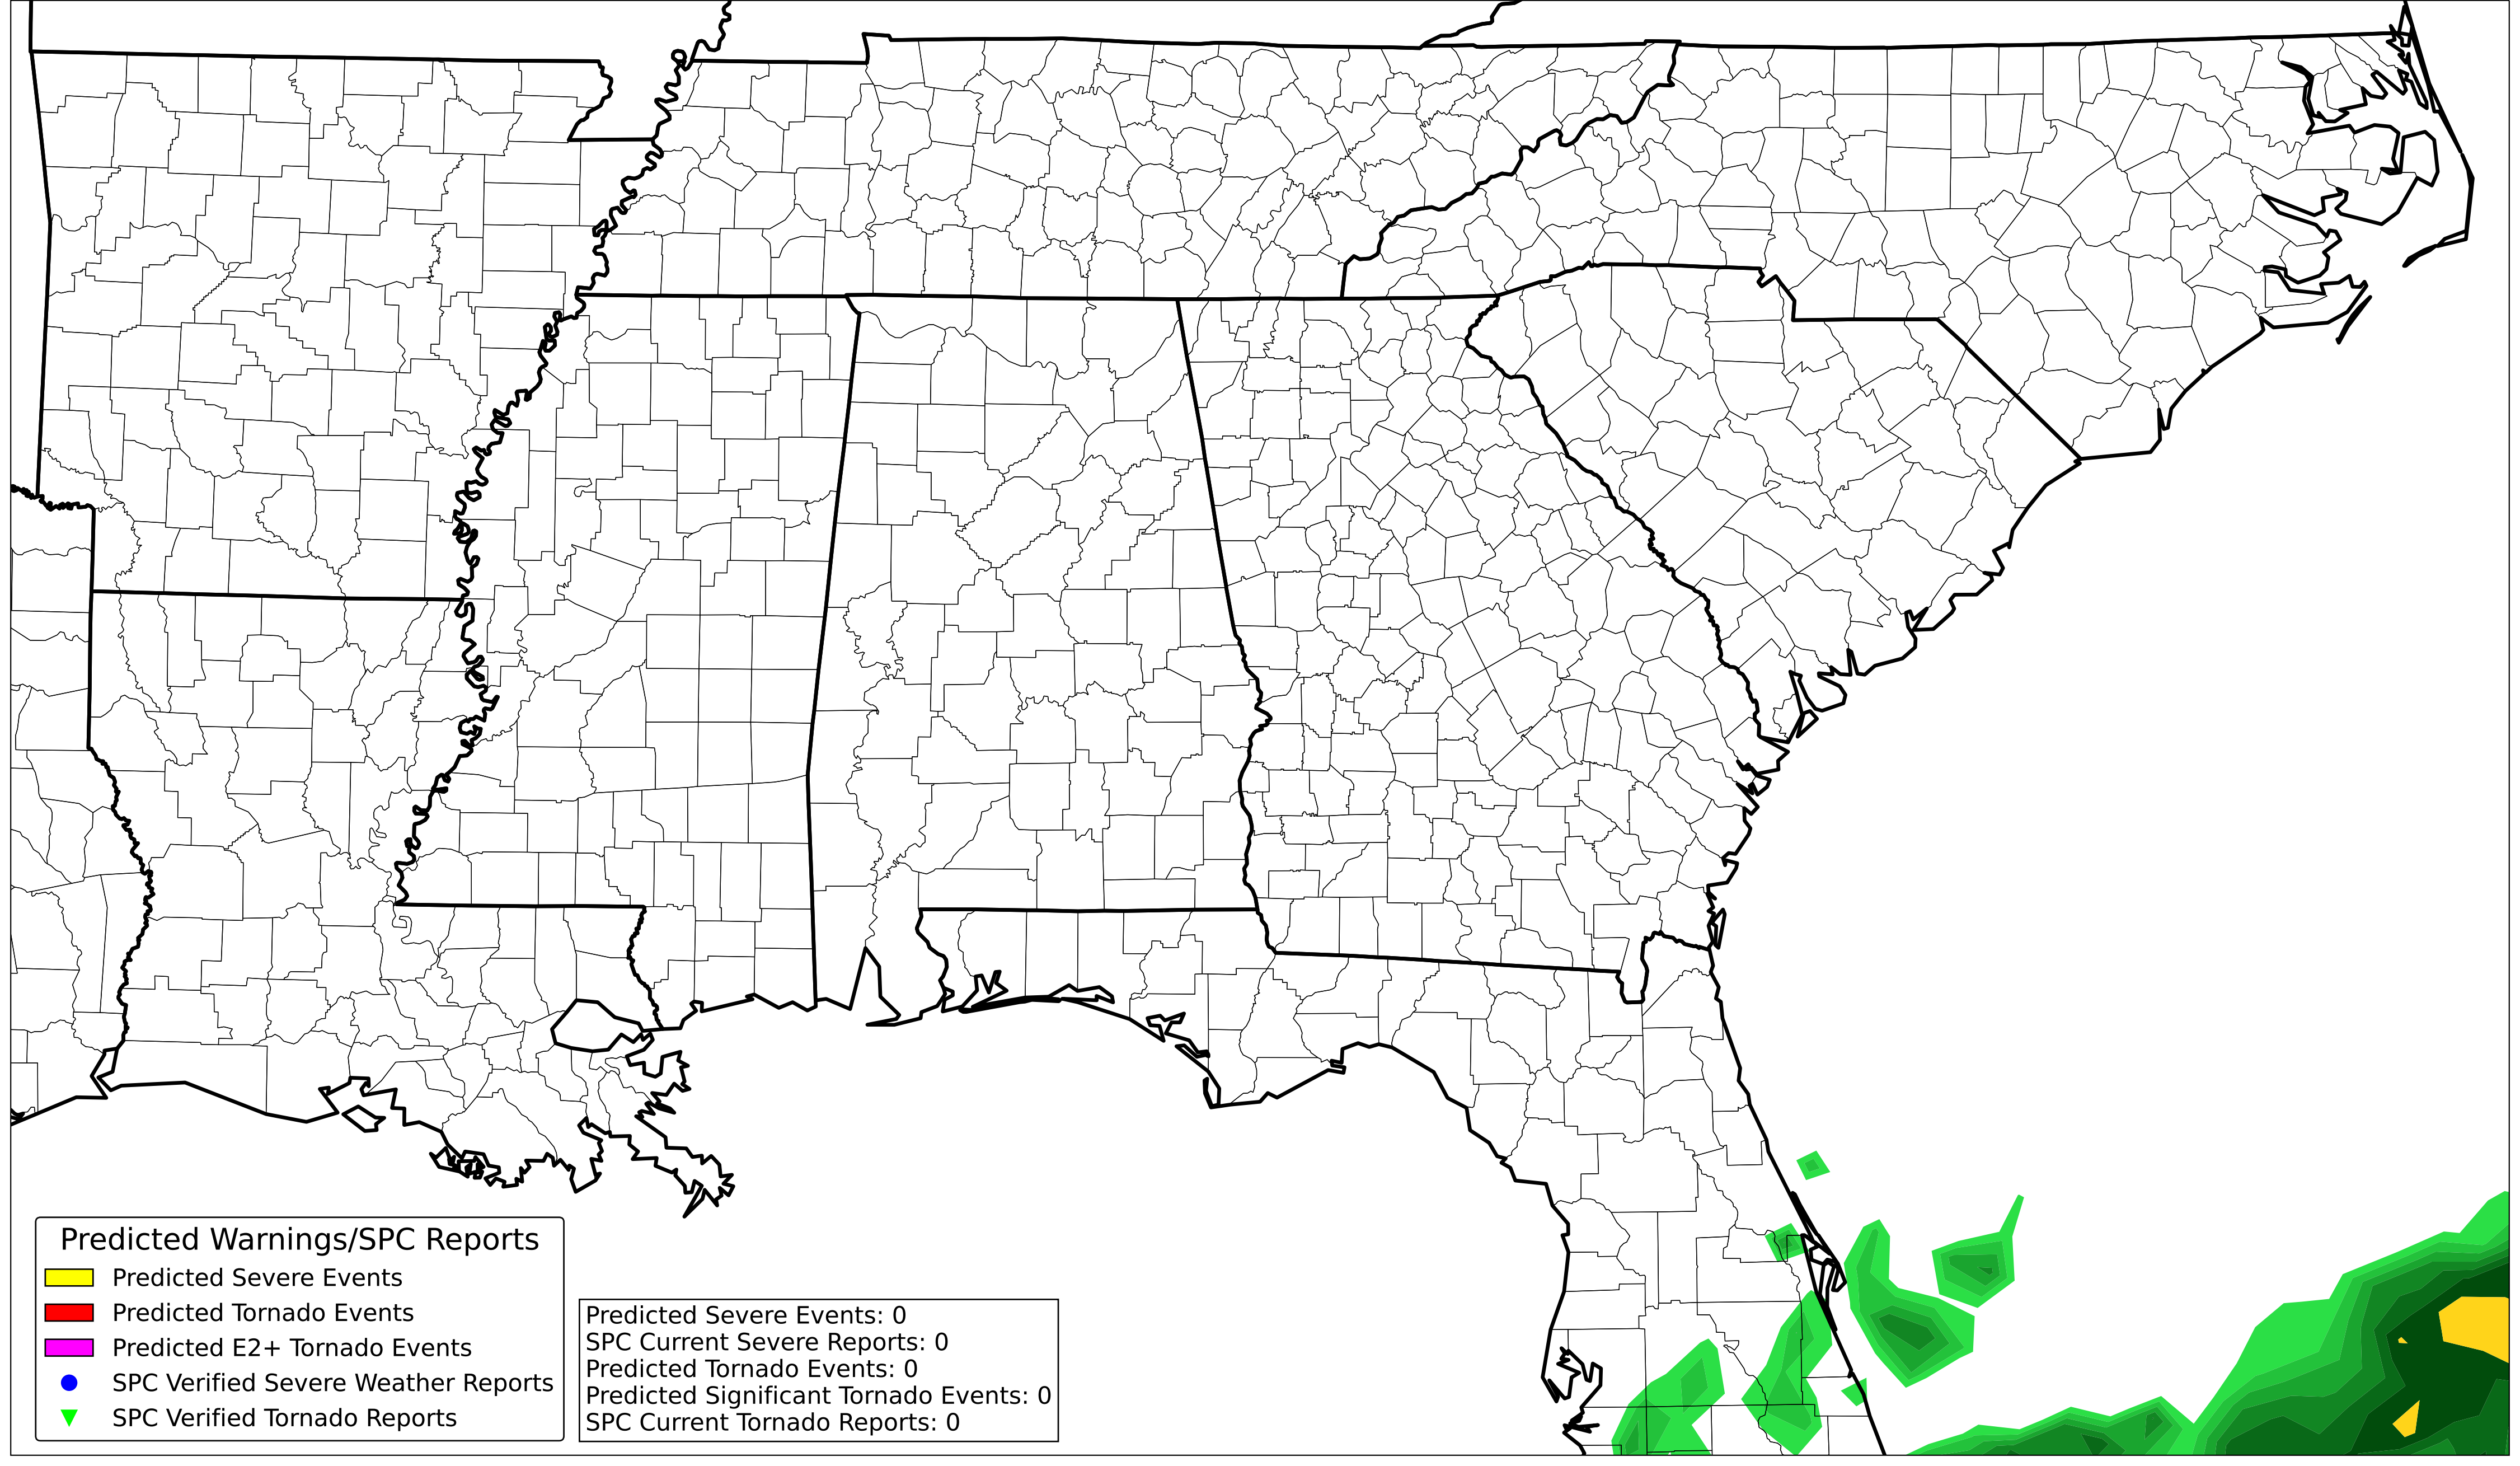 Predicted Warnings/SPC Reports
Predicted Severe Events
Predicted Tornado Events
Predicted E2+ Tornado Events
SPC Verified Severe Weather Reports
SPC Verified Tornado Reports
Predicted Severe Events: 0
SPC Current Severe Reports: 0
Predicted Tornado Events: 0
Predicted Significant Tornado Events: 0
SPC Current Tornado Reports: 0